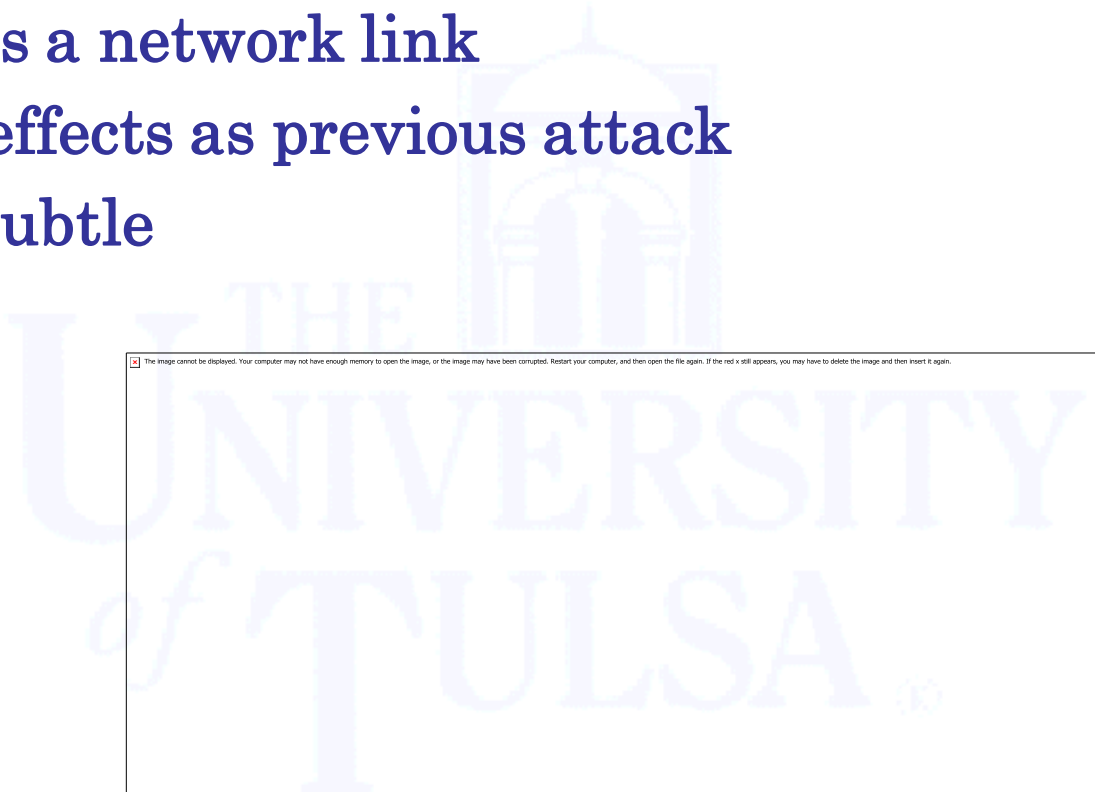 s a network link
effects as previous attack
ubtle
The image cannot be displayed. Your computer may not have enough memory to open the image, or the image may have been corrupted. Restart your computer, and then open the file again. If the red x still appears, you may have to delete the image and then insert it again.
THE
UNIVERSITY
of TULSA